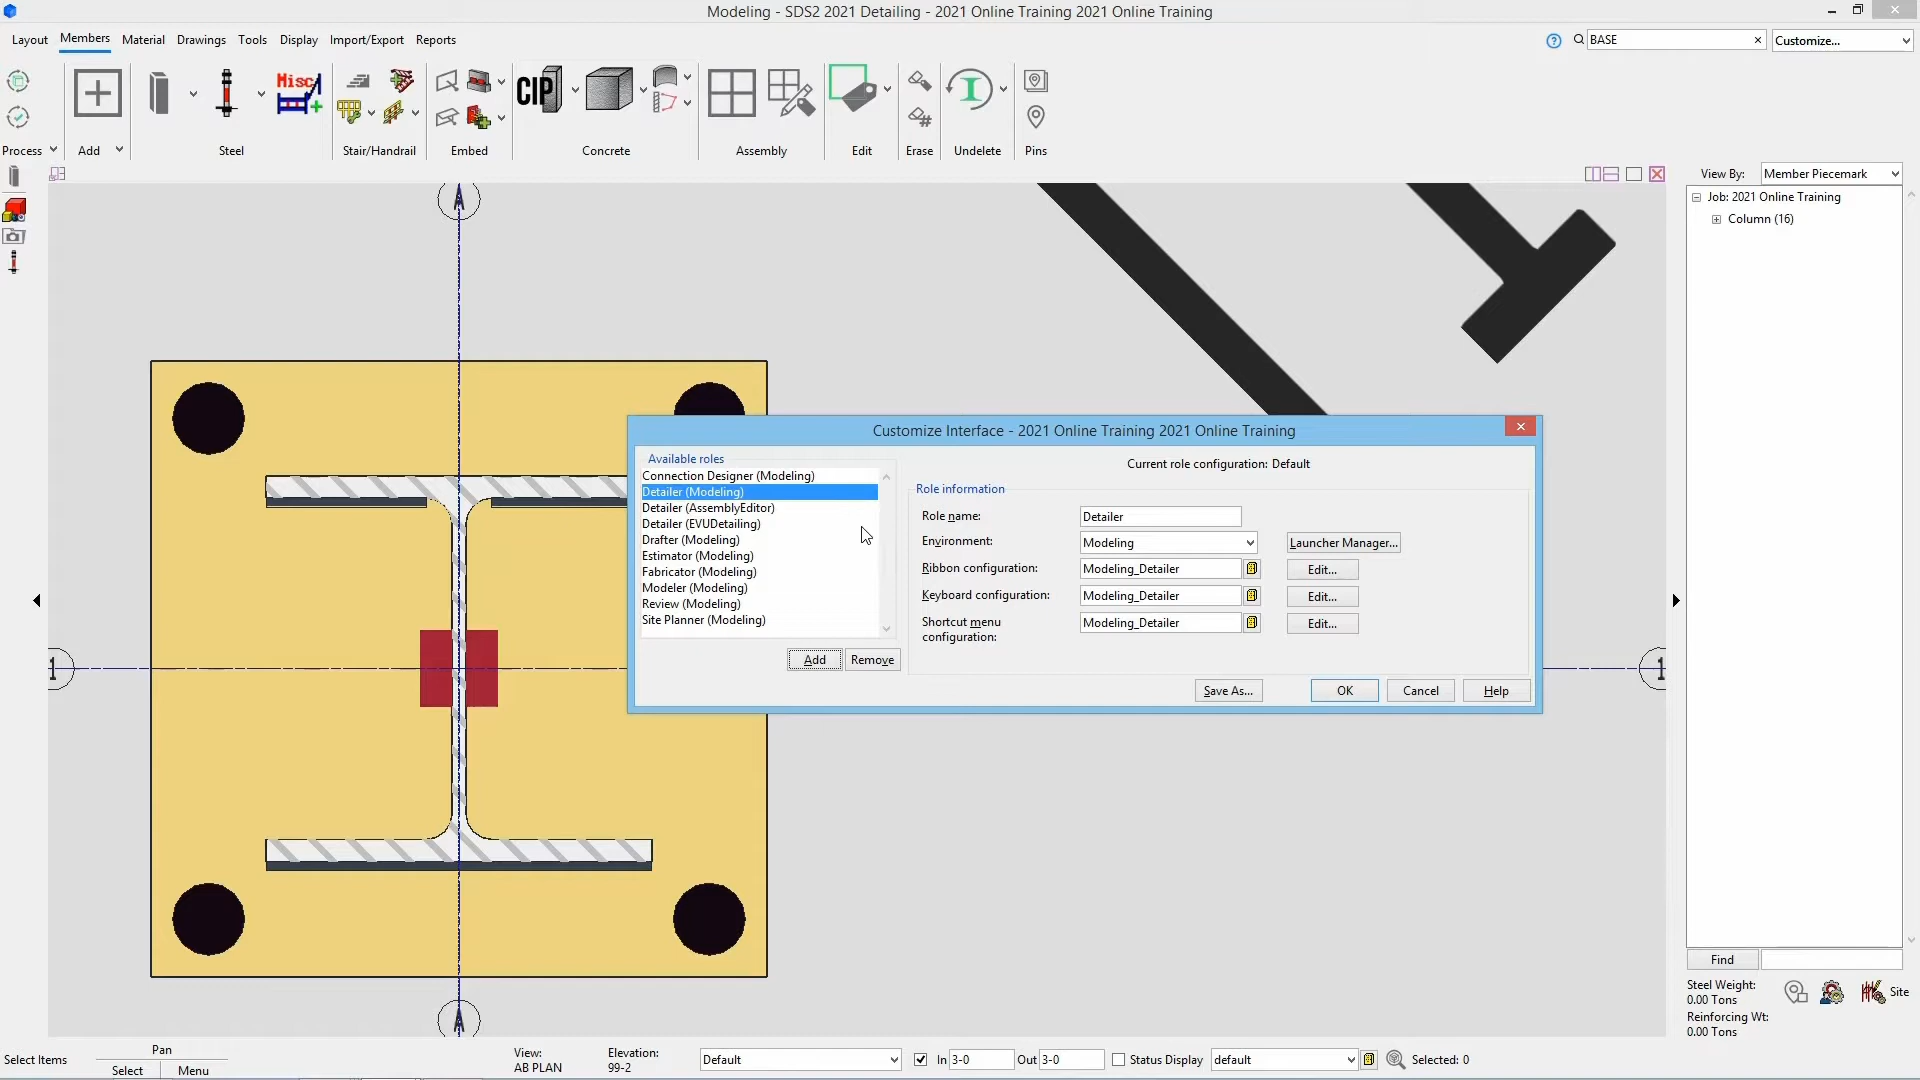 Modeling - SDS2 2021 Detailing - 2021 Online Training 2021 Online Training
Layout Members Material Drawings Tools Display Import/Export Reports
BASE
Customize...
Misc
CIP
Process Add Steel Stair/Handrail Embed Concrete Assembly Edit Erase Undelete Pins
View By: Member Piecemark
Job: 2021 Online Training
Column (16)
A
Customize Interface - 2021 Online Training 2021 Online Training
Available roles
Connection Designer (Modeling)
Detailer (Modeling)
Detailer (AssemblyEditor)
Detailer (EVUDetailing)
Drafter (Modeling)
Estimator (Modeling)
Fabricator (Modeling)
Modeler (Modeling)
Review (Modeling)
Site Planner (Modeling)
Add Remove
Current role configuration: Default
Role information
Role name: Detailer
Environment: Modeling Launcher Manager...
Ribbon configuration: Modeling_Detailer Edit...
Keyboard configuration: Modeling_Detailer Edit...
Shortcut menu configuration: Modeling_Detailer Edit...
Save As... OK Cancel Help
1
1
A
Find
Steel Weight:
0.00 Tons
Site
Reinforcing Wt:
0.00 Tons
Select Items
Pan
Select Menu
View:
AB PLAN
Elevation:
99-2
Default
In 3-0 Out 3-0 Status Display default Selected: 0